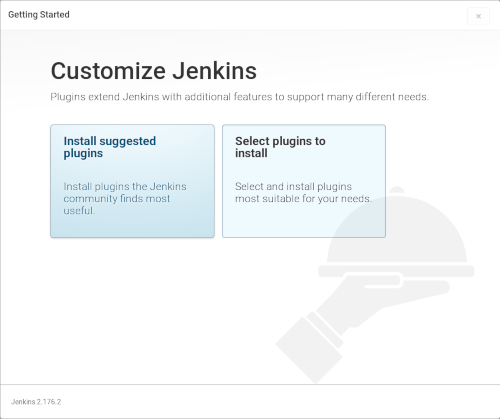 Getting Started
×
Customize Jenkins
Plugins extend Jenkins with additional features to support many different needs.
Install suggested
plugins
Install plugins the Jenkins
community finds most
useful.
Select plugins to
install
Select and install plugins
most suitable for your needs.
Jenkins 2.176.2